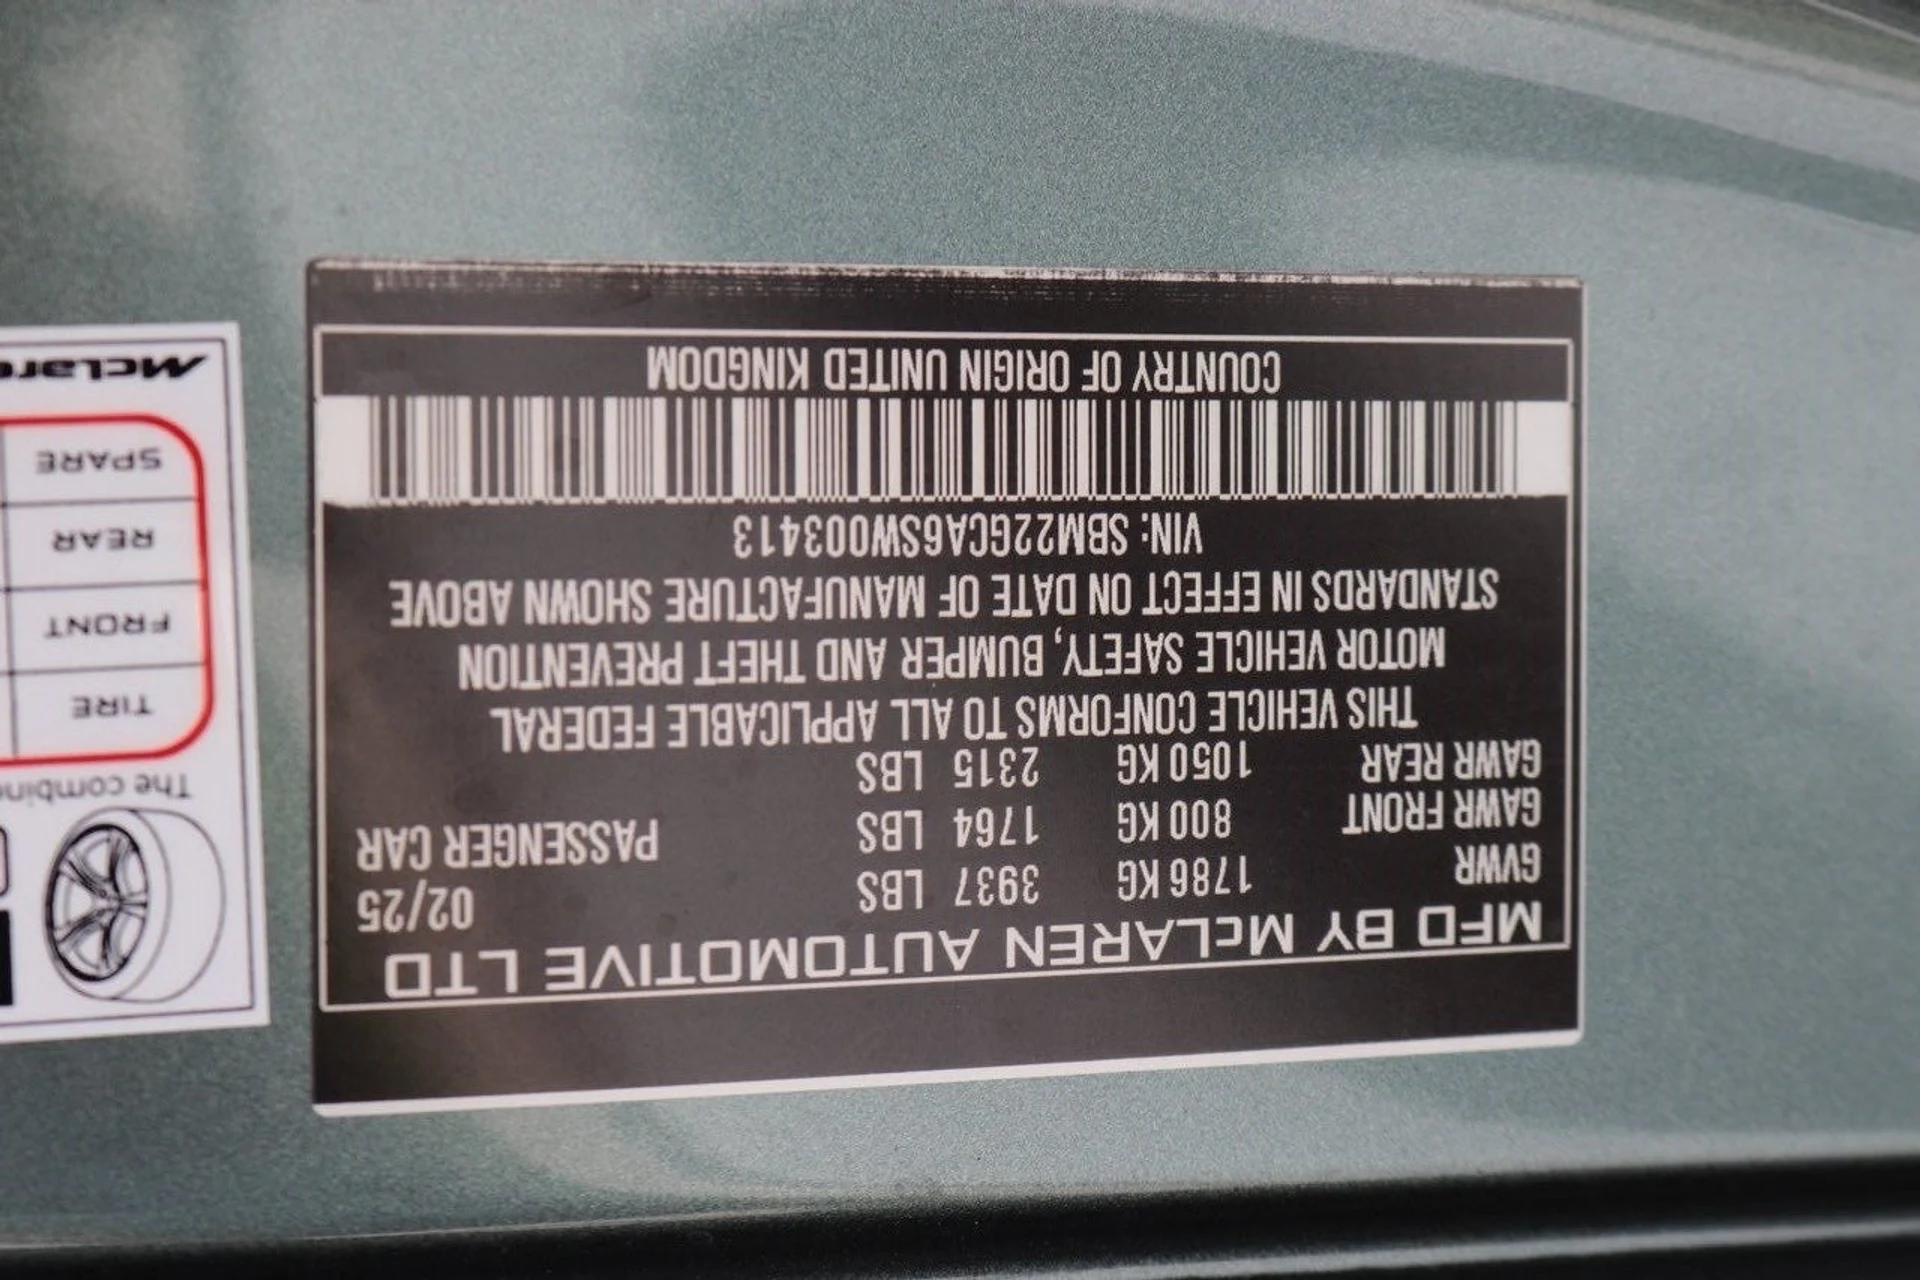 MFD BY McLAREN AUTOMOTIVE LTD
GVWR 1786 KG 3937 LBS 02/25
GAWR FRONT 800 KG 1764 LBS PASSENGER CAR
GAWR REAR 1050 KG 2315 LBS
THIS VEHICLE CONFORMS TO ALL APPLICABLE FEDERAL
MOTOR VEHICLE SAFETY, BUMPER AND THEFT PREVENTION
STANDARDS IN EFFECT ON DATE OF MANUFACTURE SHOWN ABOVE
VIN: SBM22GCA6SW003413
COUNTRY OF ORIGIN UNITED KINGDOM
The
TIRE
FRONT
REAR
SPARE